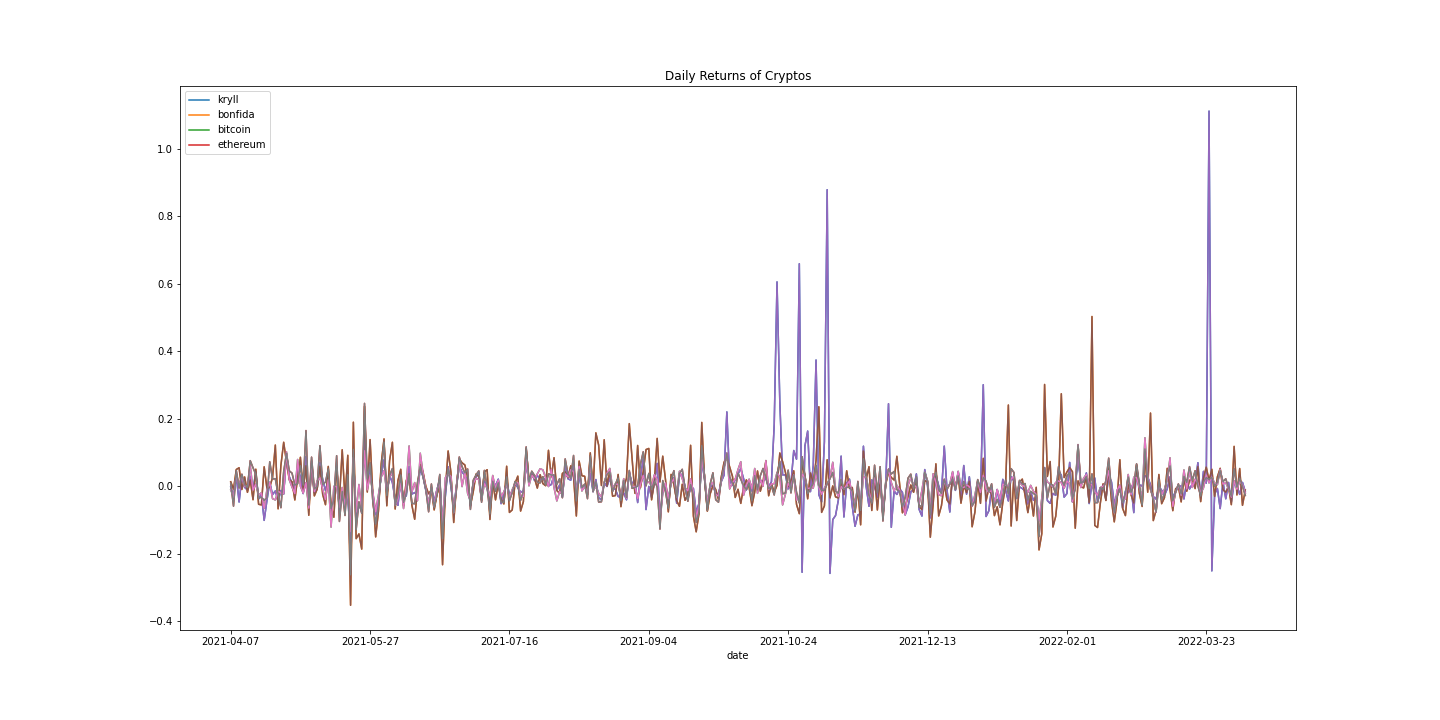 Daily Returns of Cryptos
kryll
bonfida
bitcoin
ethereum
1.0
0.8
0.6
0.4
0.2
0.0
−0.2
−0.4
2021-04-07 2021-05-27 2021-07-16 2021-09-04 2021-10-24 2021-12-13 2022-02-01 2022-03-23
date